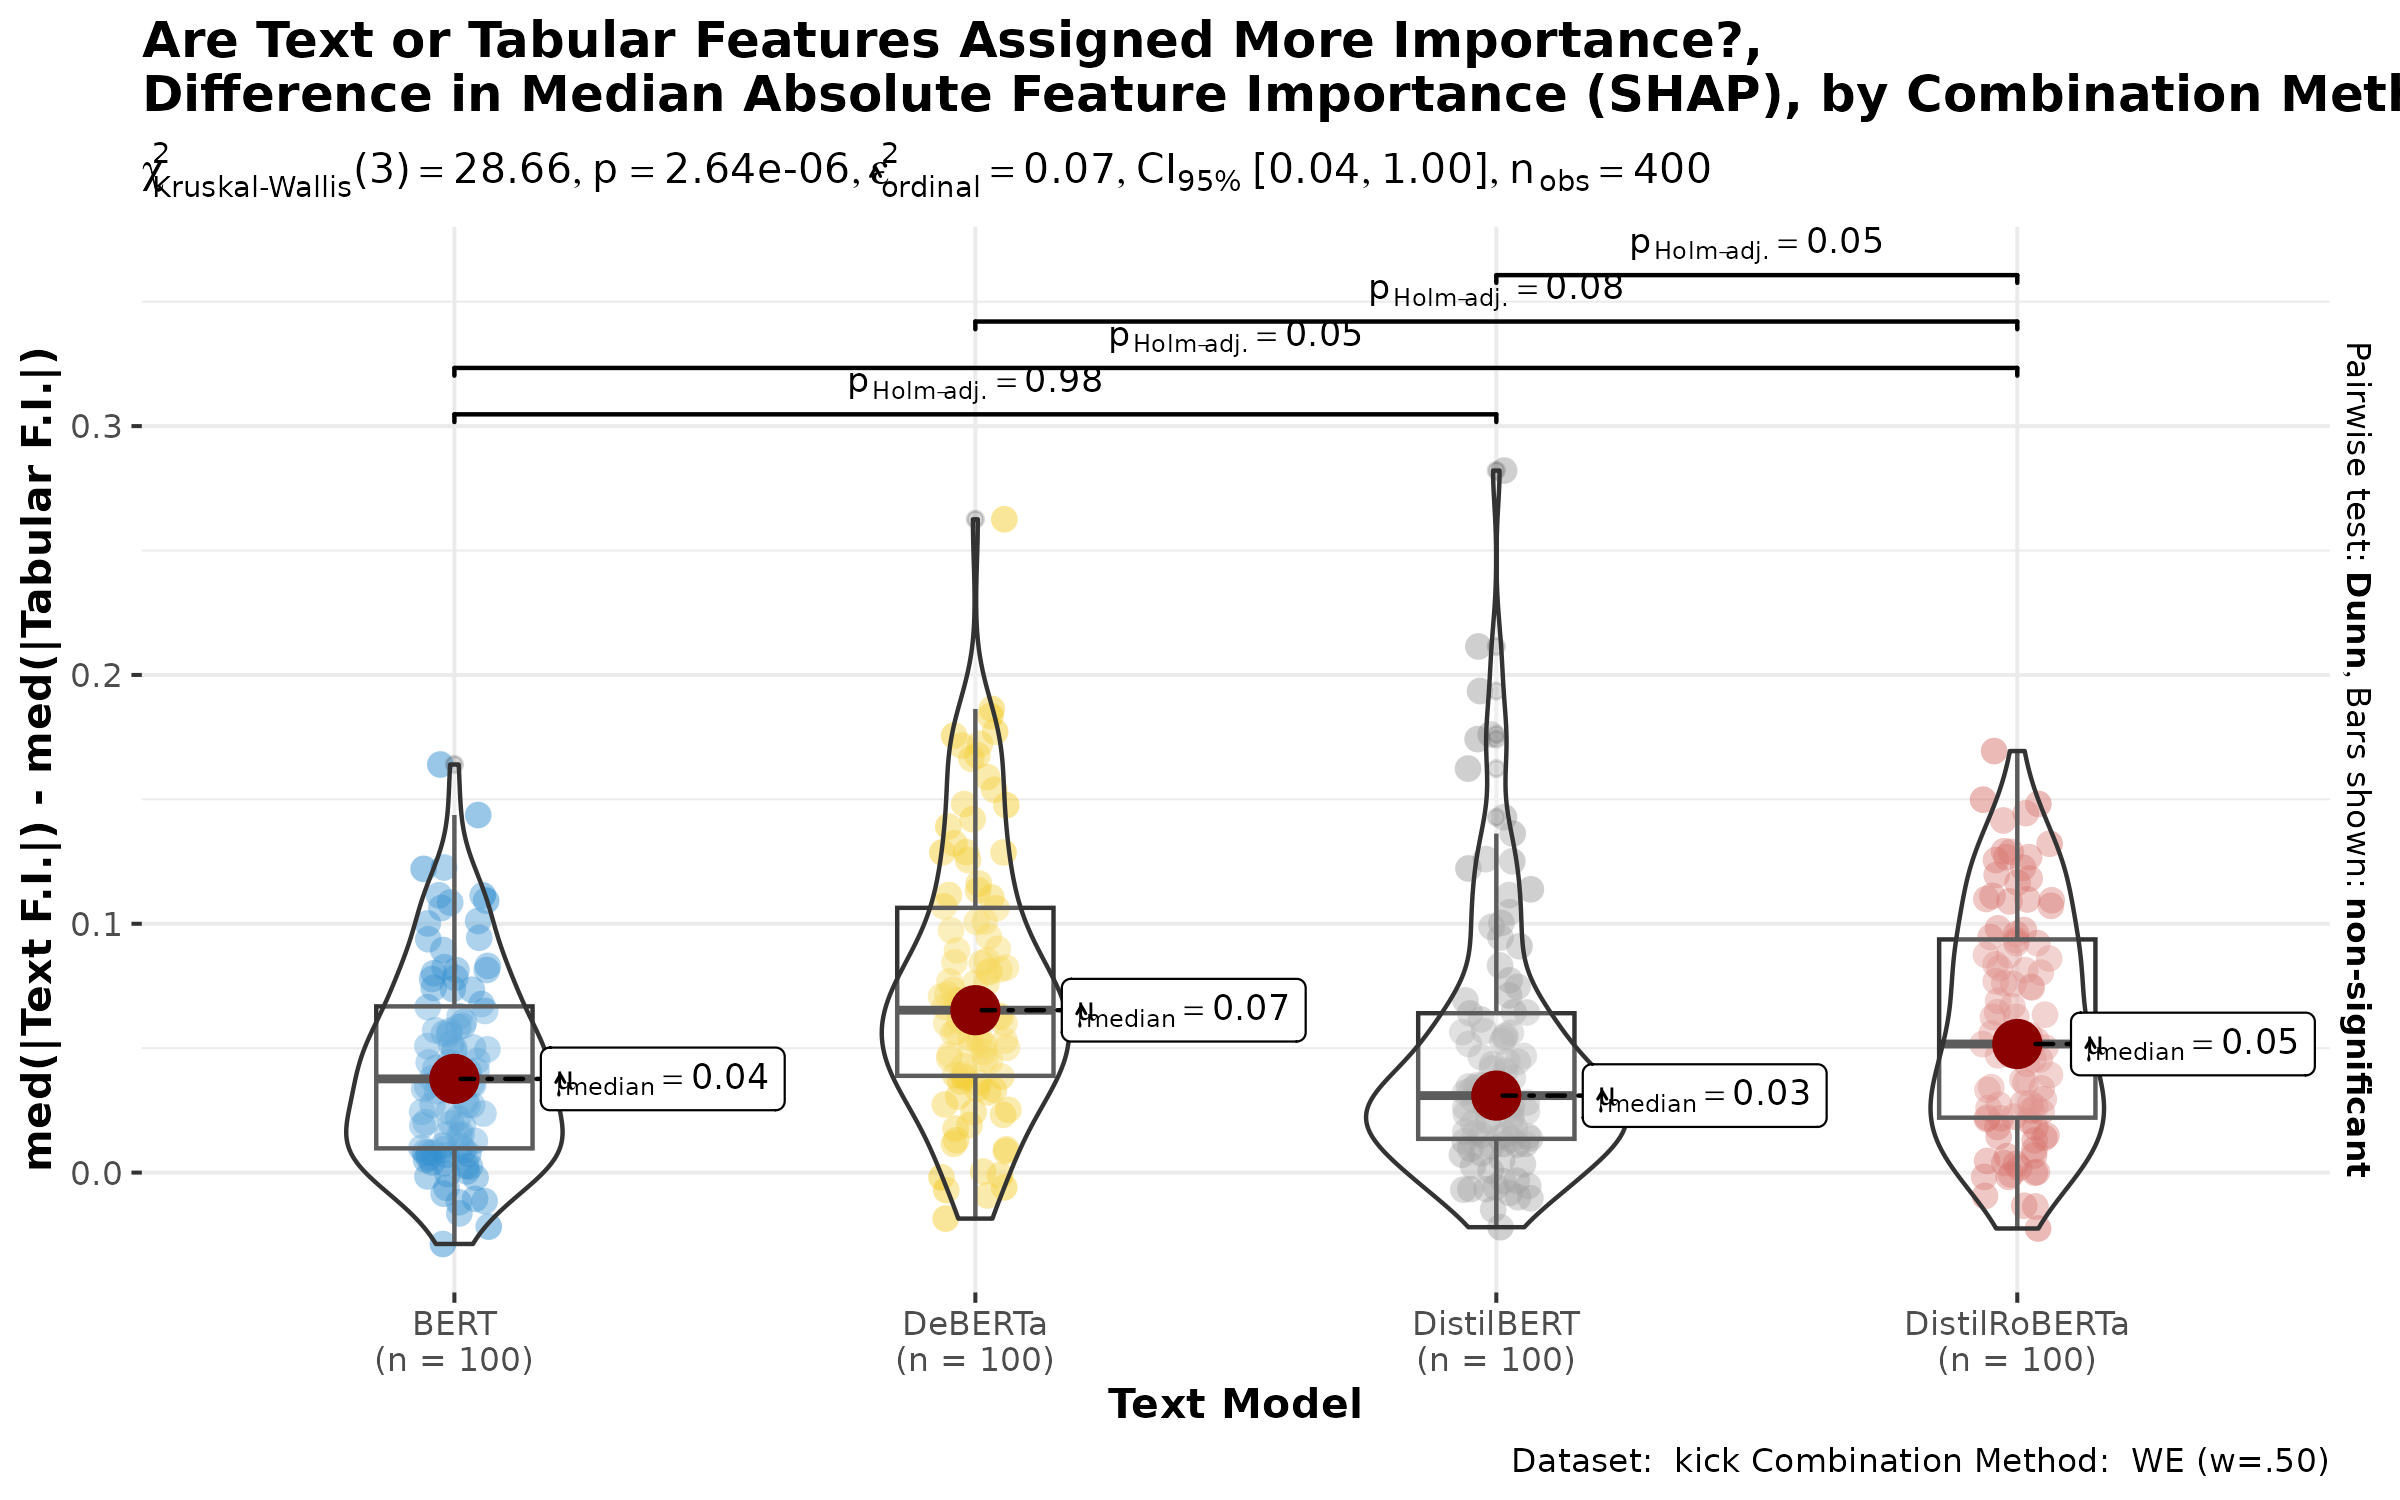 Are Text or Tabular Features Assigned More Importance?,
Difference in Median Absolute Feature Importance (SHAP), by Combination Meth
χ²Kruskal-Wallis(3) = 28.66, p = 2.64e-06, ε̂²ordinal = 0.07, CI95% [0.04, 1.00], nobs = 400
pHolm-adj. = 0.05
pHolm-adj. = 0.08
pHolm-adj. = 0.05
pHolm-adj. = 0.98
med(|Text F.I.|) - med(|Tabular F.I.|)
0.3
0.2
0.1
0.0
μ̂median = 0.04
μ̂median = 0.07
μ̂median = 0.03
μ̂median = 0.05
Pairwise test: Dunn, Bars shown: non-significant
BERT
(n = 100)
DeBERTa
(n = 100)
DistilBERT
(n = 100)
DistilRoBERTa
(n = 100)
Text Model
Dataset:  kick Combination Method:  WE (w=.50)